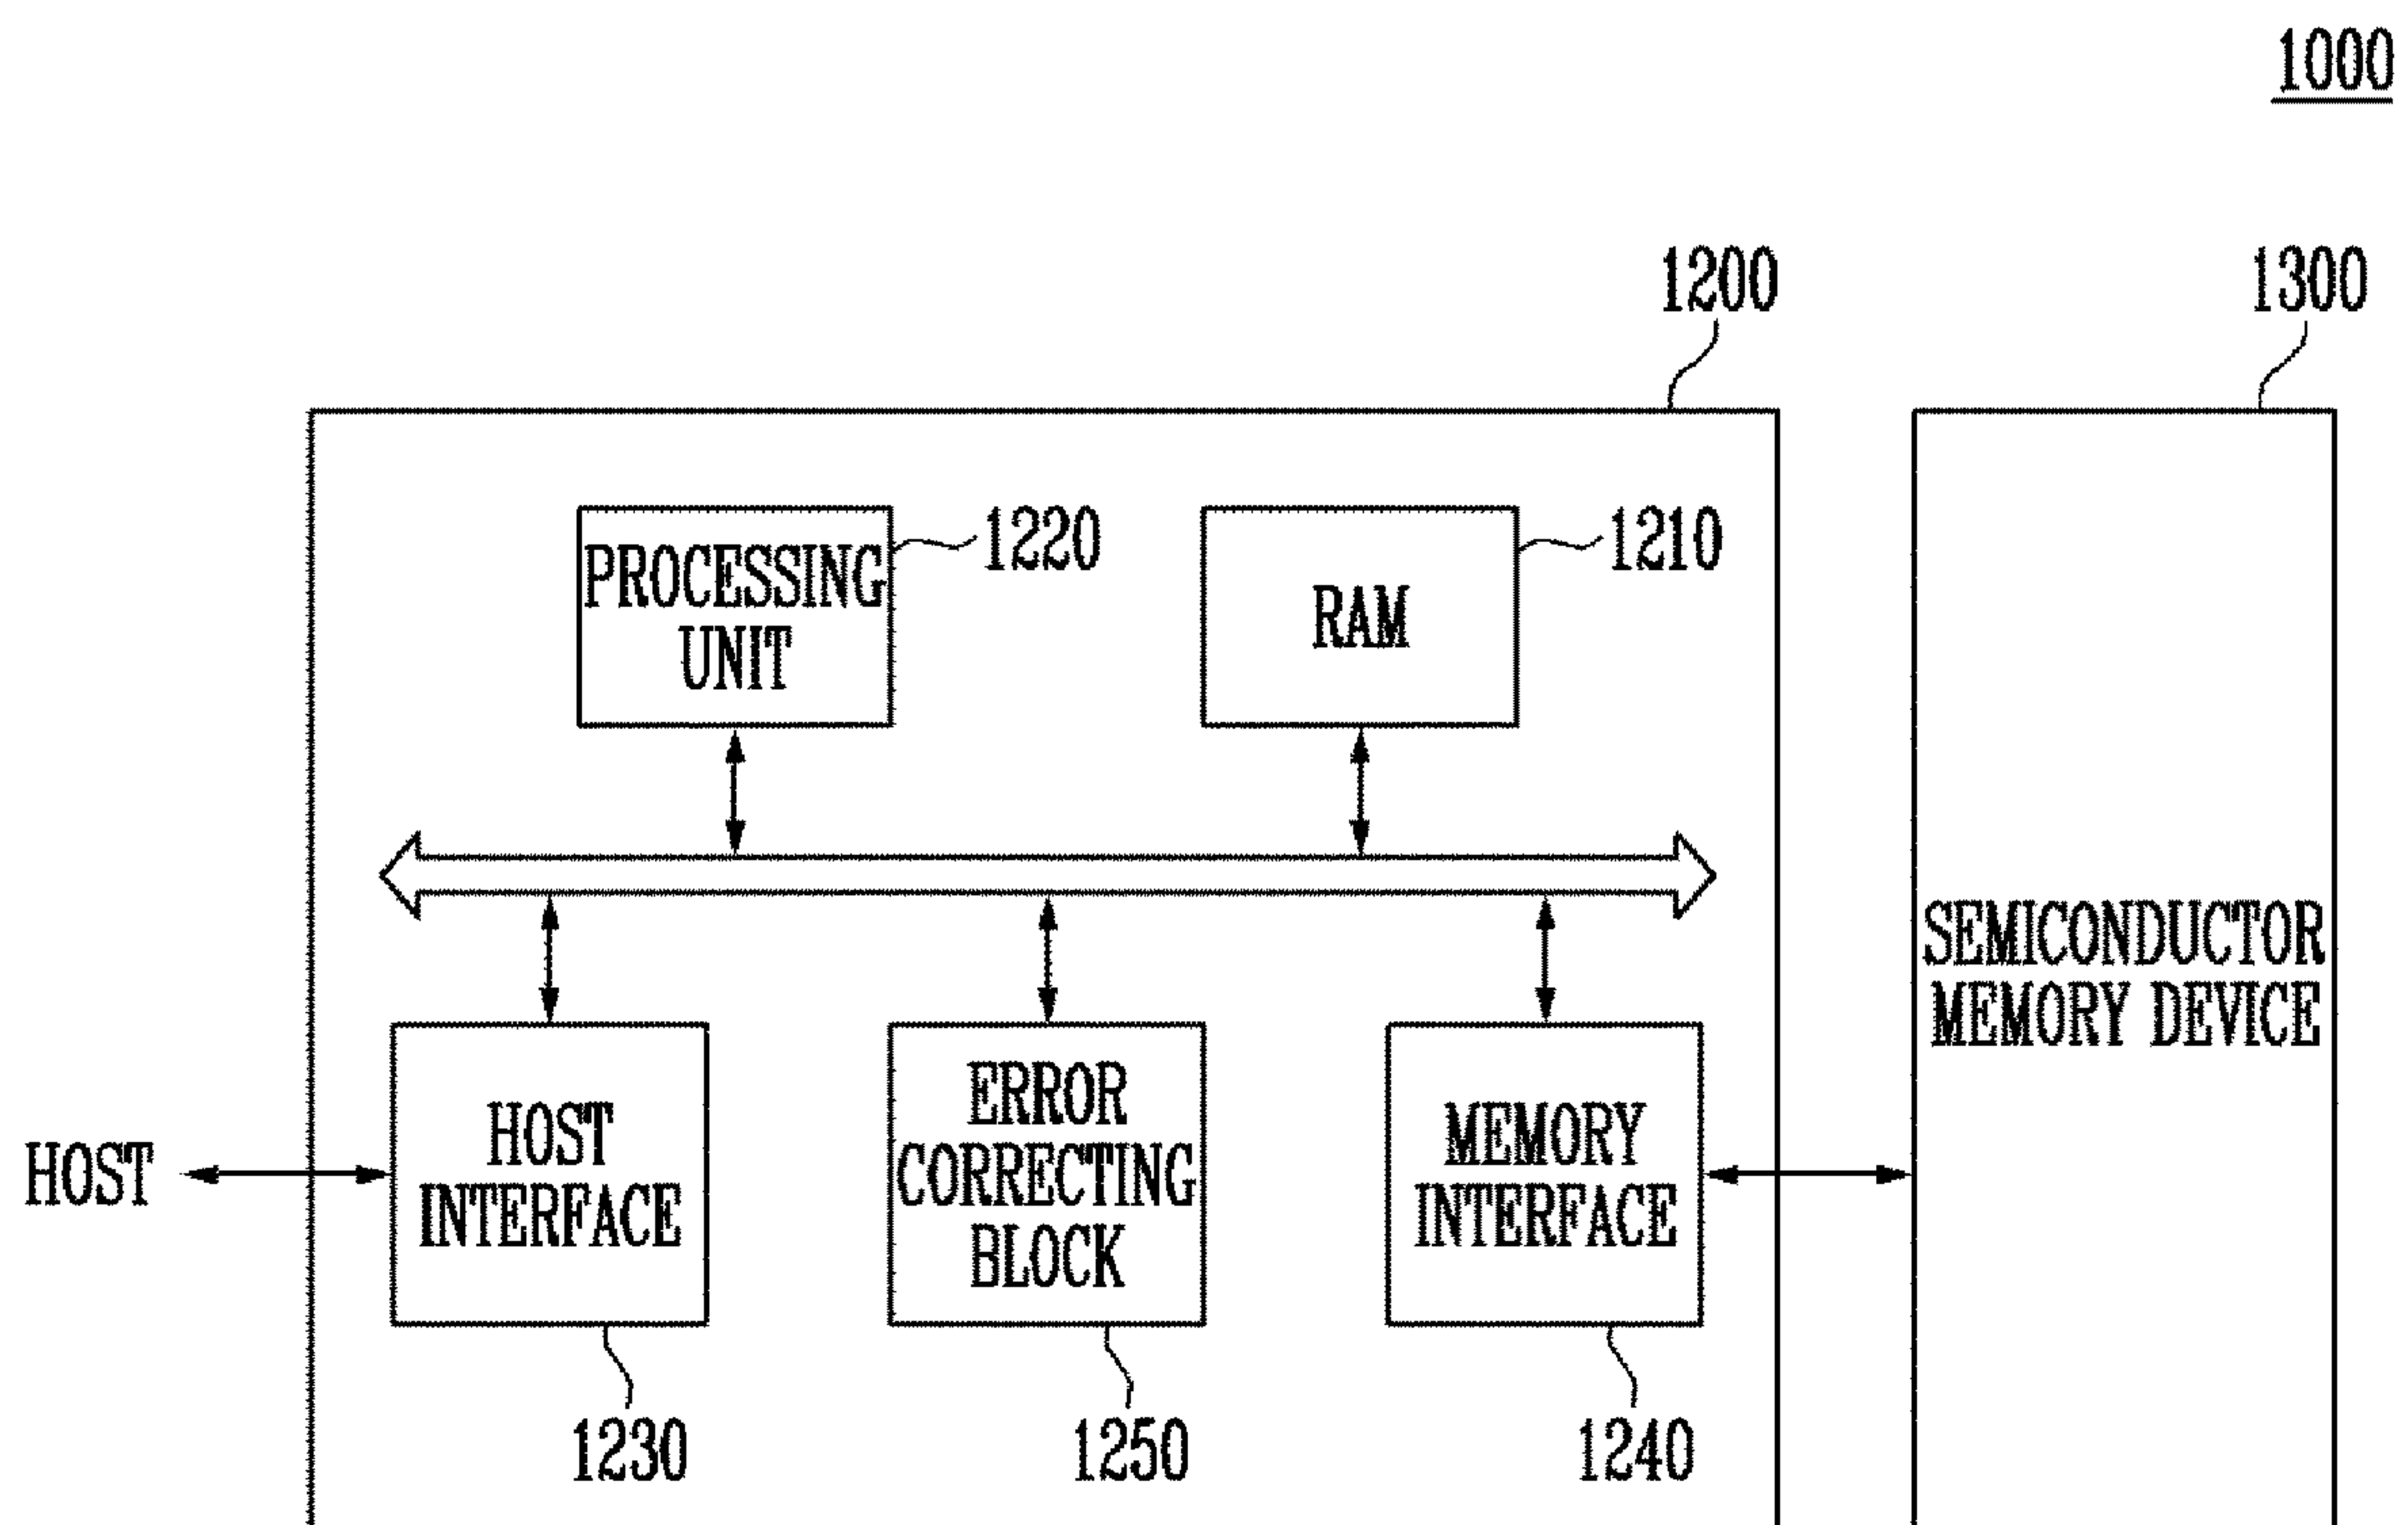 1000
1200
1300
PROCESSING
UNIT
1220
RAM
1210
SEMICONDUCTOR
MEMORY DEVICE
HOST
HOST
INTERFACE
ERROR
CORRECTING
BLOCK
MEMORY
INTERFACE
1230
1250
1240